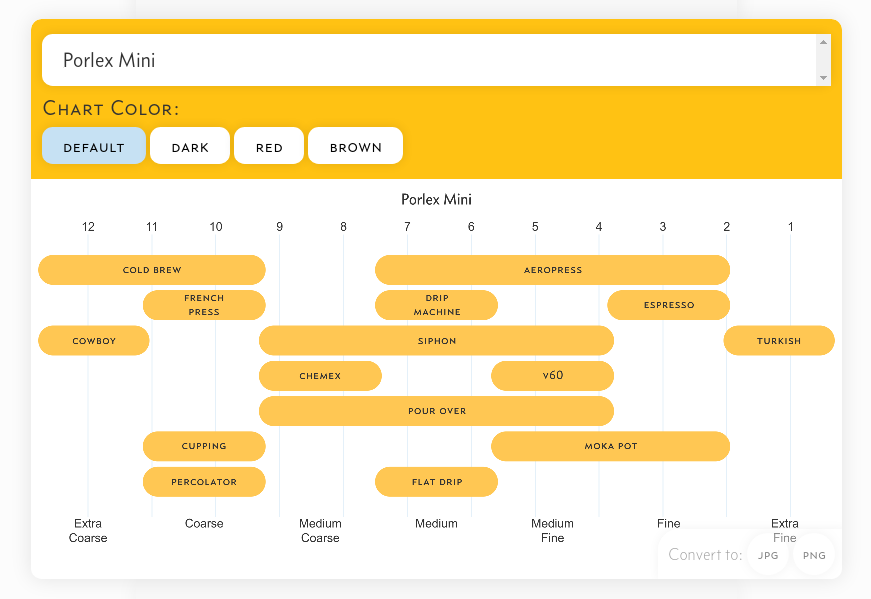 Porlex Mini
Chart Color:
DEFAULT DARK RED BROWN
Porlex Mini
12 11 10 9 8 7 6 5 4 3 2 1
COLD BREW AEROPRESS
FRENCH PRESS DRIP MACHINE ESPRESSO
COWBOY SIPHON TURKISH
CHEMEX V60
POUR OVER
CUPPING MOKA POT
PERCOLATOR FLAT DRIP
Extra Coarse Coarse Medium Coarse Medium Medium Fine Fine Extra Fine
Convert to: JPG PNG